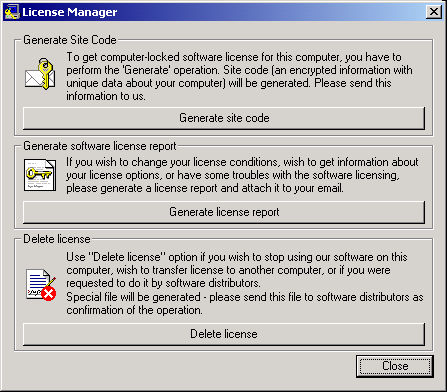 License Manager
Generate Site Code
To get computer-locked software license for this computer, you have to
perform the 'Generate' operation. Site code (an encrypted information with
unique data about your computer) will be generated. Please send this
information to us.
Generate site code
Generate software license report
If you wish to change your license conditions, wish to get information about
your license options, or have some troubles with the software licensing,
please generate a license report and attach it to your email.
Generate license report
Delete license
Use "Delete license" option if you wish to stop using our software on this
computer, wish to transfer license to another computer, or if you were
requested to do it by software distributors.
Special file will be generated - please send this file to software distributors as
confirmation of the operation.
Delete license
Close